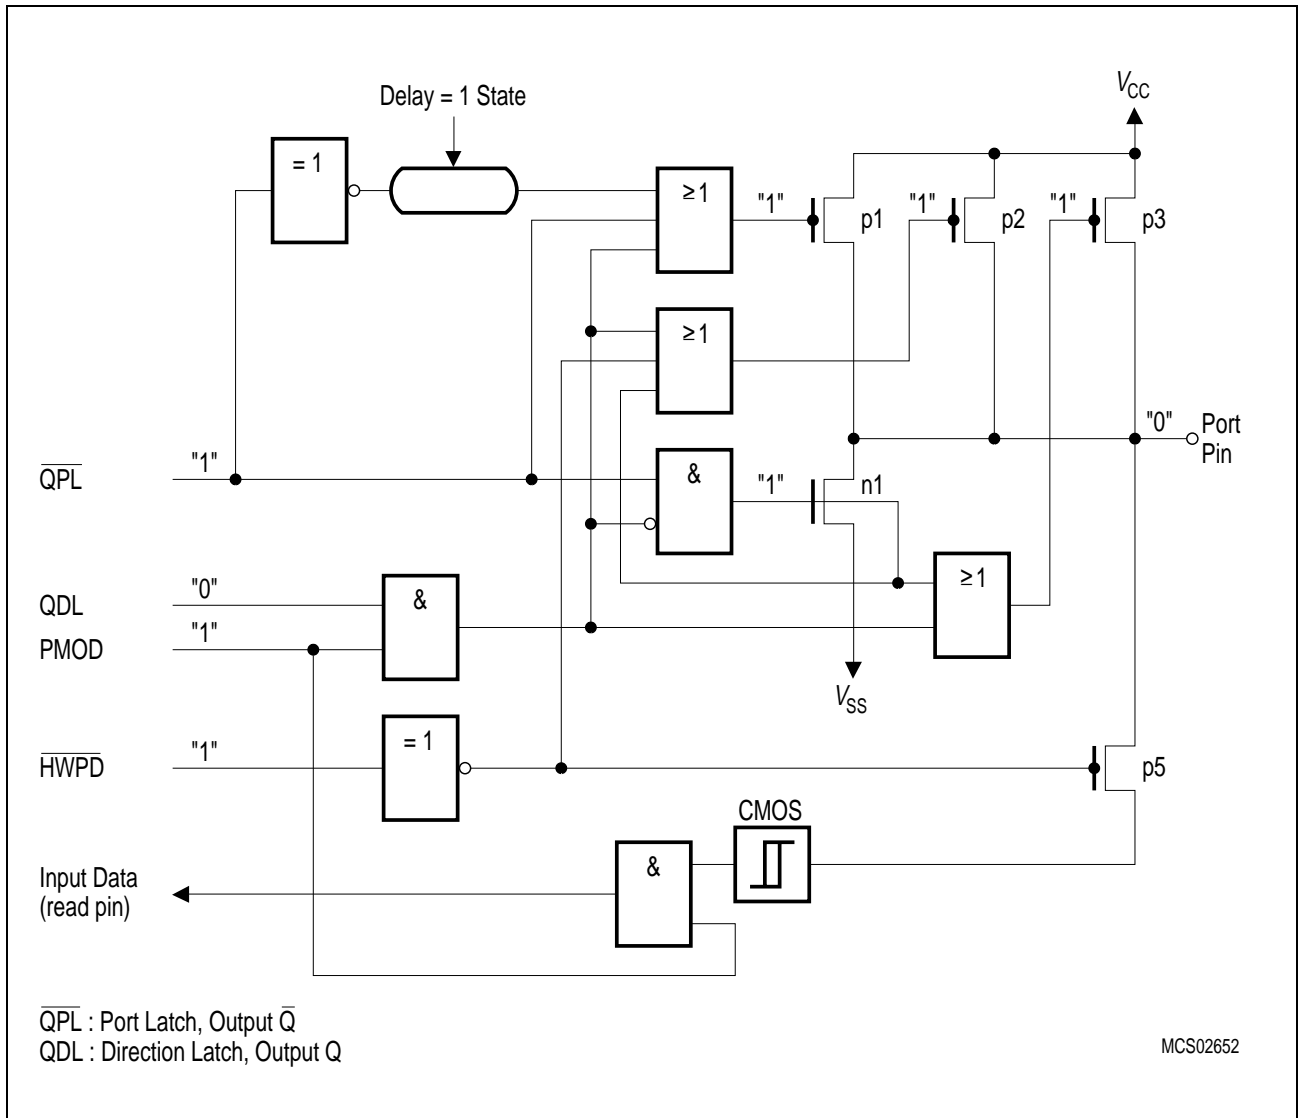 Delay = 1 State
VCC
= 1
≥1
"1"
p1
"1"
p2
"1"
p3
≥1
"0"
Port
Pin
QPL
"1"
&
"1"
n1
QDL
"0"
&
≥1
PMOD
"1"
VSS
HWPD
"1"
= 1
p5
CMOS
&
Input Data
(read pin)
Q̅P̅L̅ : Port Latch, Output Q̅
QDL : Direction Latch, Output Q
MCS02652